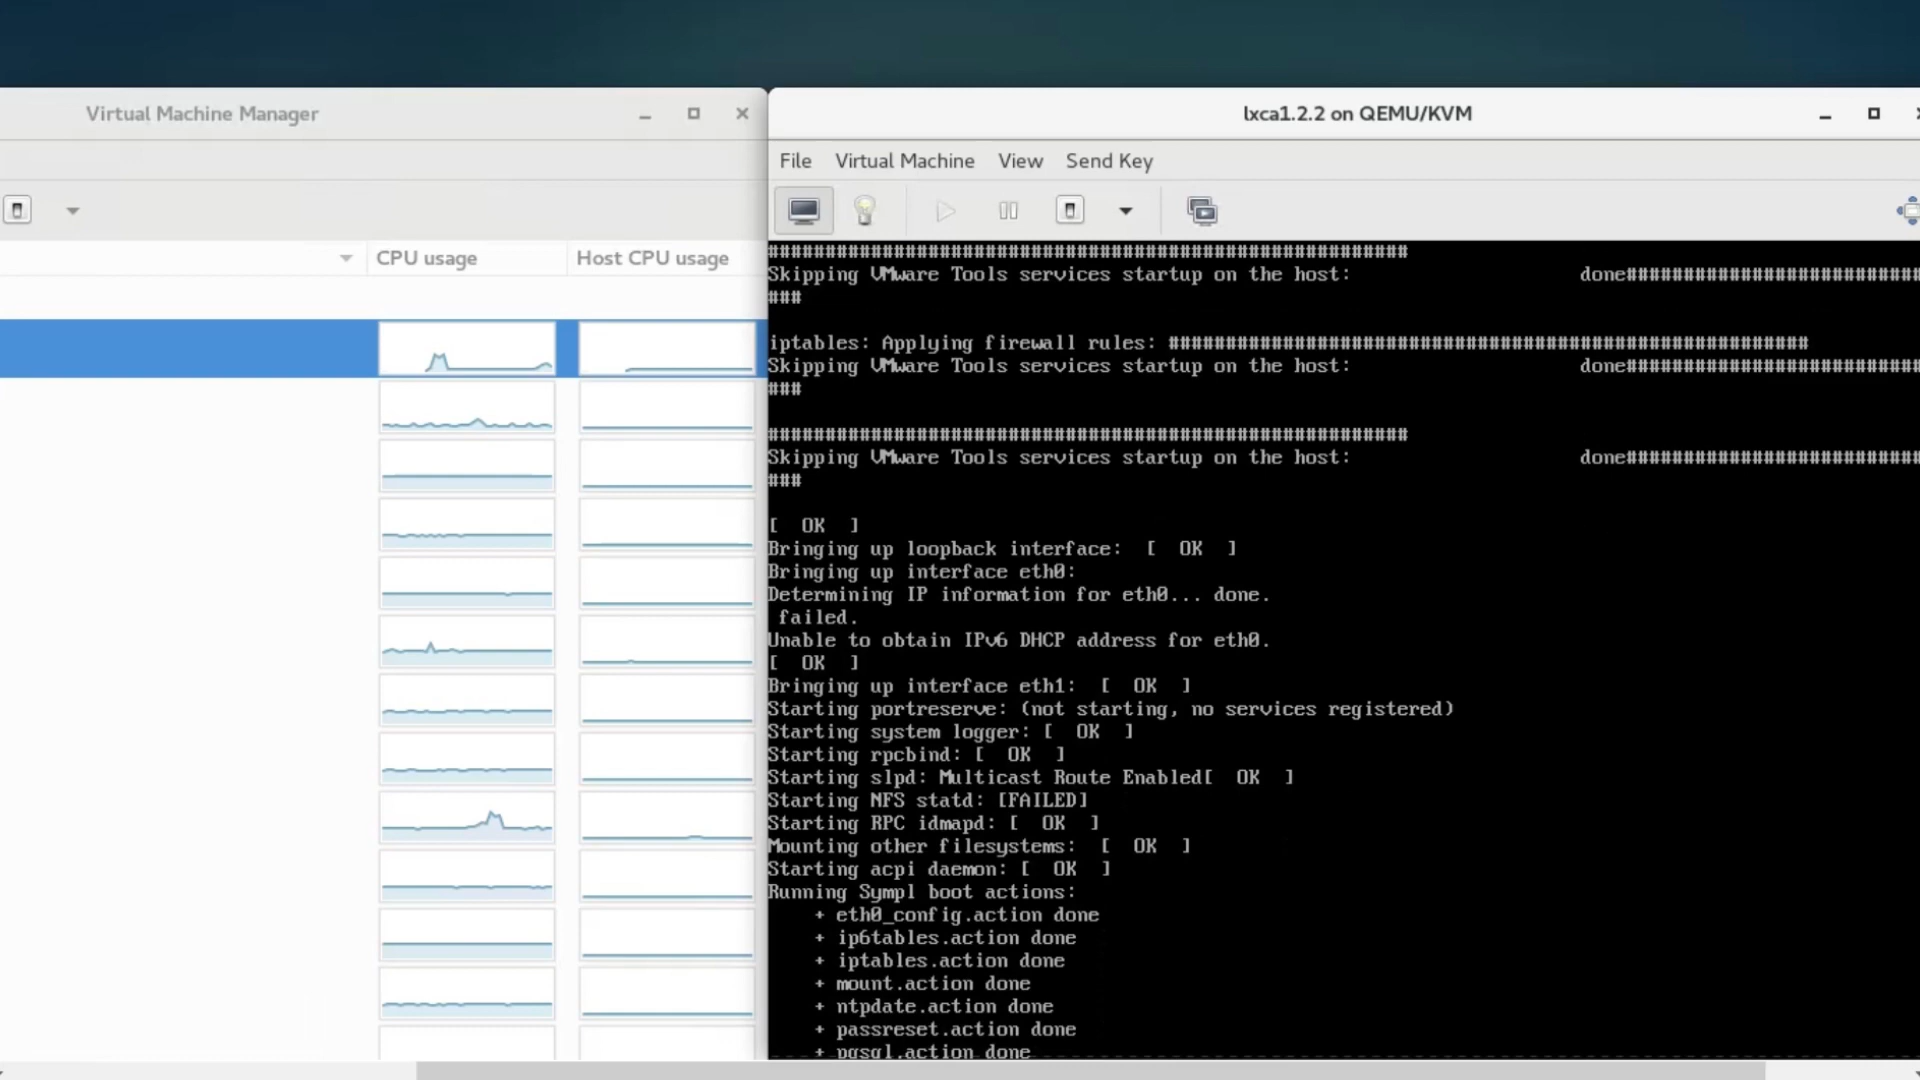 Virtual Machine Manager
CPU usage
Host CPU usage
lxca1.2.2 on QEMU/KVM
File
Virtual Machine
View
Send Key
########################################################
Skipping VMware Tools services startup on the host: done##########################
###
iptables: Applying firewall rules: ########################################################
Skipping VMware Tools services startup on the host: done##########################
###
########################################################
Skipping VMware Tools services startup on the host: done##########################
###
[ OK ]
Bringing up loopback interface: [ OK ]
Bringing up interface eth0:
Determining IP information for eth0... done.
failed.
Unable to obtain IPv6 DHCP address for eth0.
[ OK ]
Bringing up interface eth1: [ OK ]
Starting portreserve: (not starting, no services registered)
Starting system logger: [ OK ]
Starting rpcbind: [ OK ]
Starting slpd: Multicast Route Enabled[ OK ]
Starting NFS statd: [FAILED]
Starting RPC idmapd: [ OK ]
Mounting other filesystems: [ OK ]
Starting acpi daemon: [ OK ]
Running Sympl boot actions:
+ eth0_config.action done
+ ip6tables.action done
+ iptables.action done
+ mount.action done
+ ntpdate.action done
+ passreset.action done
+ pgsql.action done